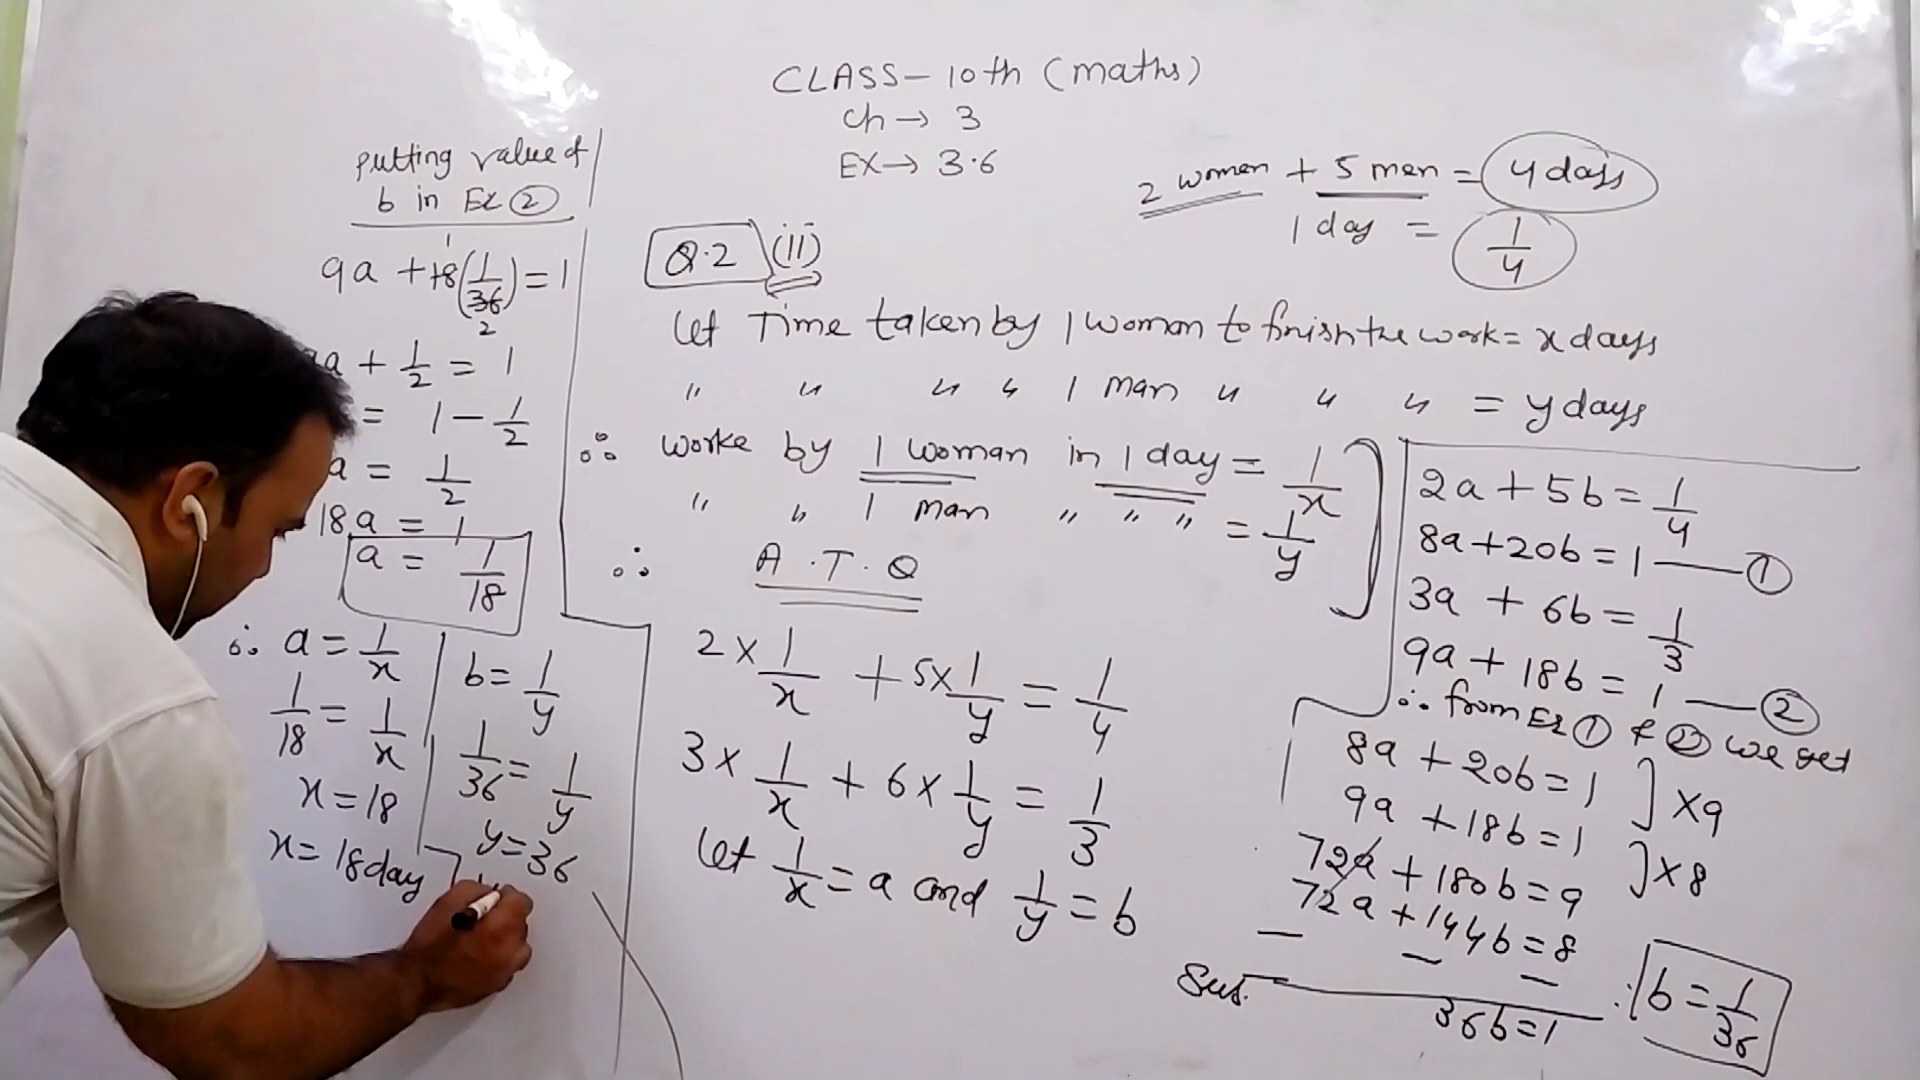 CLASS – 10th (maths)
Ch → 3
EX → 3.6
2 women + 5 men = 4 days
1 day = 1/4
Q.2 (ii)
Let Time taken by 1 woman to finish the work = x days
" " " " 1 man " " " = y days
∴ worke by 1 woman in 1 day = 1/x
" " 1 man " " " = 1/y
∴ A.T.Q
2 × 1/x + 5 × 1/y = 1/4
3 × 1/x + 6 × 1/y = 1/3
let 1/x = a and 1/y = b
2a + 5b = 1/4
8a + 20b = 1 — ①
3a + 6b = 1/3
9a + 18b = 1 — ②
∴ from Eq ① & ② we get
8a + 20b = 1 ] × 9
9a + 18b = 1 ] × 8
72a + 180b = 9
72a + 144b = 8
– – –
Sub.
36b = 1
∴ b = 1/36
putting value of
b in Eq ②
9a + 18(1/36) = 1
1
2
a + 1/2 = 1
= 1 – 1/2
a = 1/2
18a = 1
a = 1/18
∴ a = 1/x
1/18 = 1/x
x = 18
x = 18 day
b = 1/y
1/36 = 1/y
y = 36